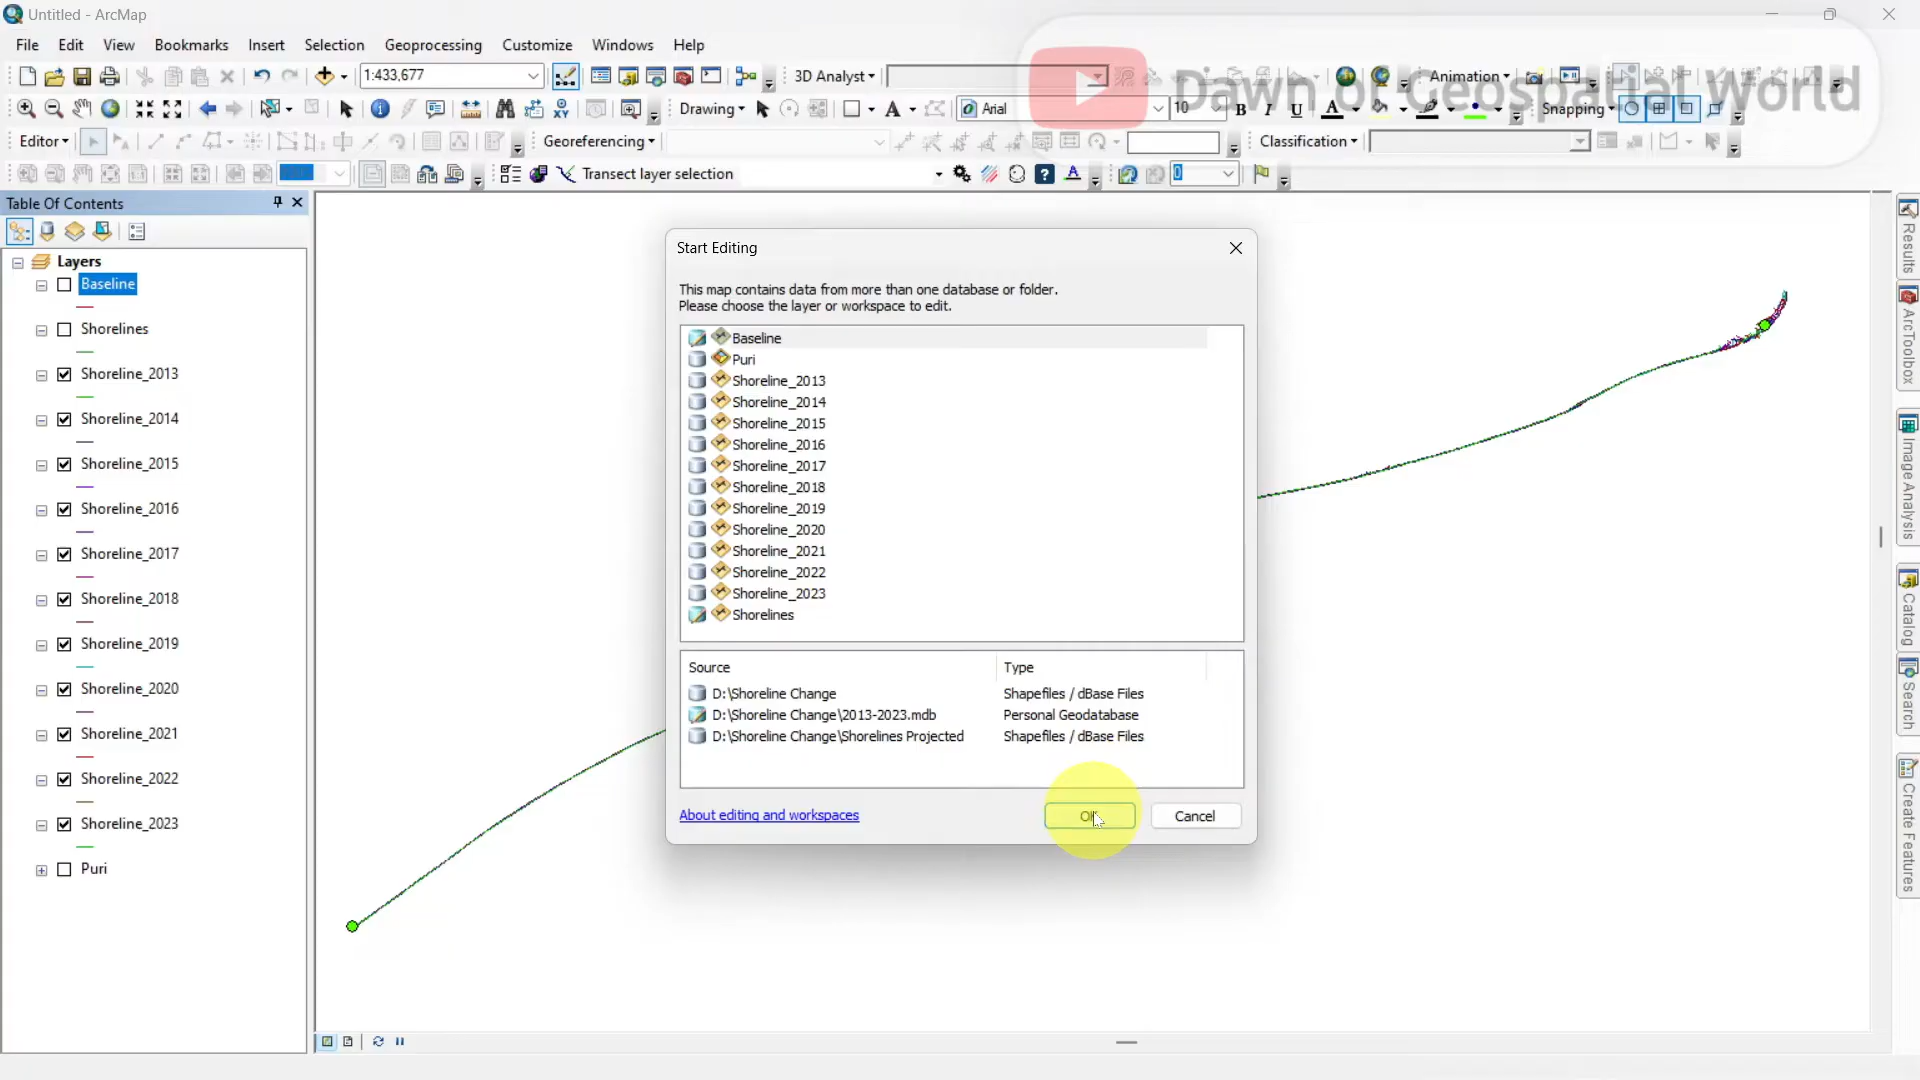 Untitled - ArcMap
File Edit View Bookmarks Insert Selection Geoprocessing Customize Windows Help
1:433,677
3D Analyst
Animation
Dawn of Geospatial World
Drawing
Arial
10
B I U A
Snapping
Editor
Georeferencing
Classification
Transect layer selection
0
Table Of Contents
Layers
Baseline
Shorelines
Shoreline_2013
Shoreline_2014
Shoreline_2015
Shoreline_2016
Shoreline_2017
Shoreline_2018
Shoreline_2019
Shoreline_2020
Shoreline_2021
Shoreline_2022
Shoreline_2023
Puri
Start Editing
This map contains data from more than one database or folder.
Please choose the layer or workspace to edit.
Baseline
Puri
Shoreline_2013
Shoreline_2014
Shoreline_2015
Shoreline_2016
Shoreline_2017
Shoreline_2018
Shoreline_2019
Shoreline_2020
Shoreline_2021
Shoreline_2022
Shoreline_2023
Shorelines
Source Type
D:\Shoreline Change Shapefiles / dBase Files
D:\Shoreline Change\2013-2023.mdb Personal Geodatabase
D:\Shoreline Change\Shorelines Projected Shapefiles / dBase Files
About editing and workspaces
OK
Cancel
Results
ArcToolbox
Image Analysis
Catalog
Search
Create Features